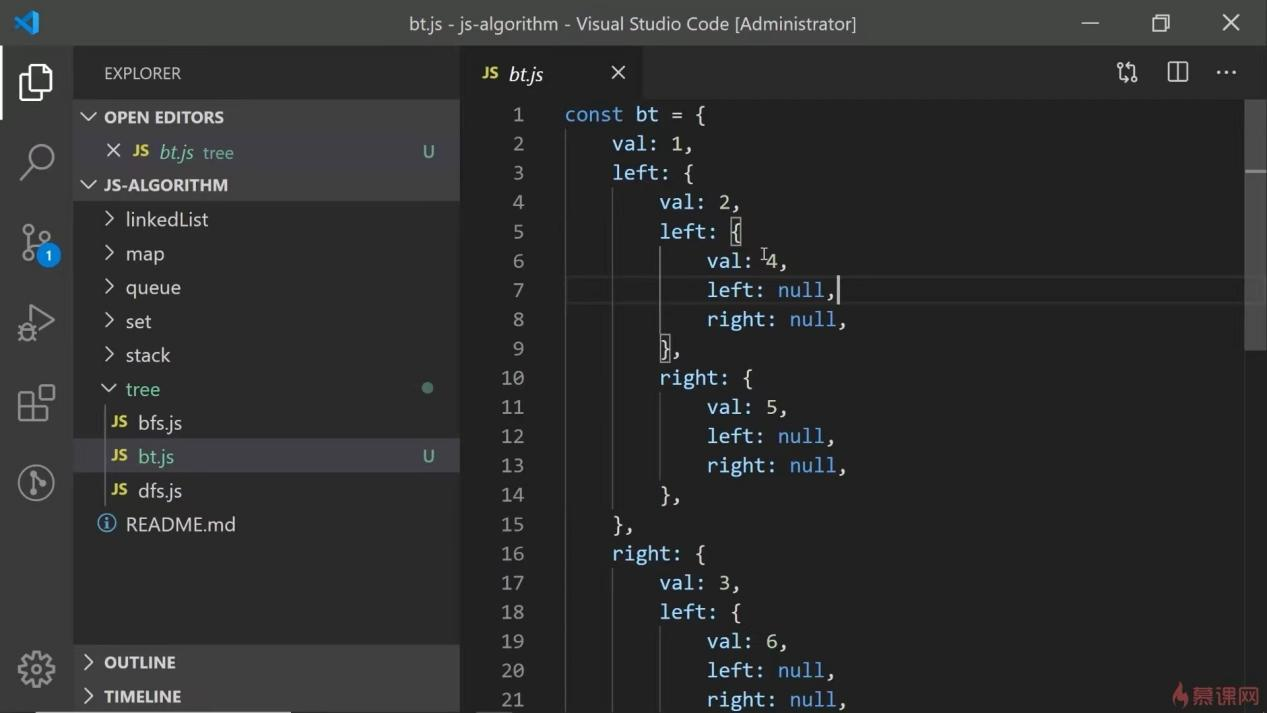 bt.js - js-algorithm - Visual Studio Code [Administrator]
EXPLORER
OPEN EDITORS
JS bt.js tree U
JS-ALGORITHM
linkedList
map
queue
set
stack
tree
JS bfs.js
JS bt.js U
JS dfs.js
README.md
OUTLINE
TIMELINE
1
JS bt.js
1 const bt = {
2 val: 1,
3 left: {
4 val: 2,
5 left: {
6 val: 4,
7 left: null,
8 right: null,
9 },
10 right: {
11 val: 5,
12 left: null,
13 right: null,
14 },
15 },
16 right: {
17 val: 3,
18 left: {
19 val: 6,
20 left: null,
21 right: null,
慕课网